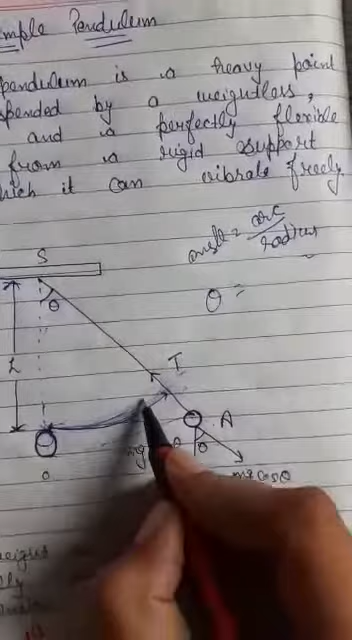 Simple Pendulum
pendulum is a heavy point
spended by a weightless,
and a perfectly flexible
from a rigid support
which it can vibrate freely
angle = arc/radius
S
θ
θ =
T
L
A
θ
mg cosθ
o